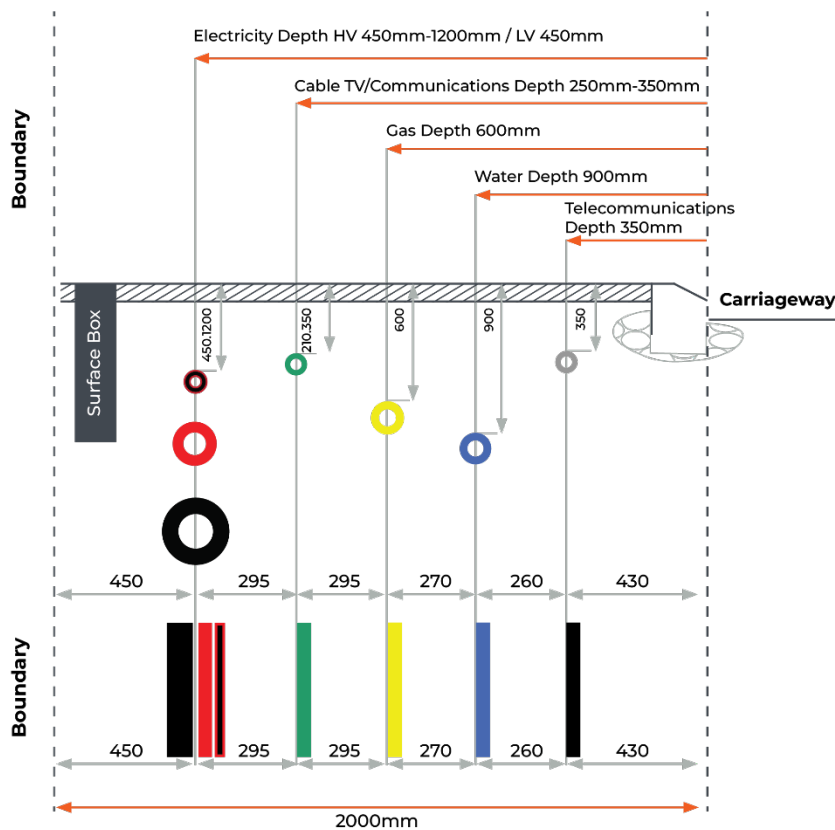 Electricity Depth HV 450mm-1200mm / LV 450mm
Cable TV/Communications Depth 250mm-350mm
Gas Depth 600mm
Water Depth 900mm
Telecommunications
Depth 350mm
Boundary
Carriageway
Surface Box
450.1200
210.350
600
900
350
450 295 295 270 260 430
Boundary
450 295 295 270 260 430
2000mm